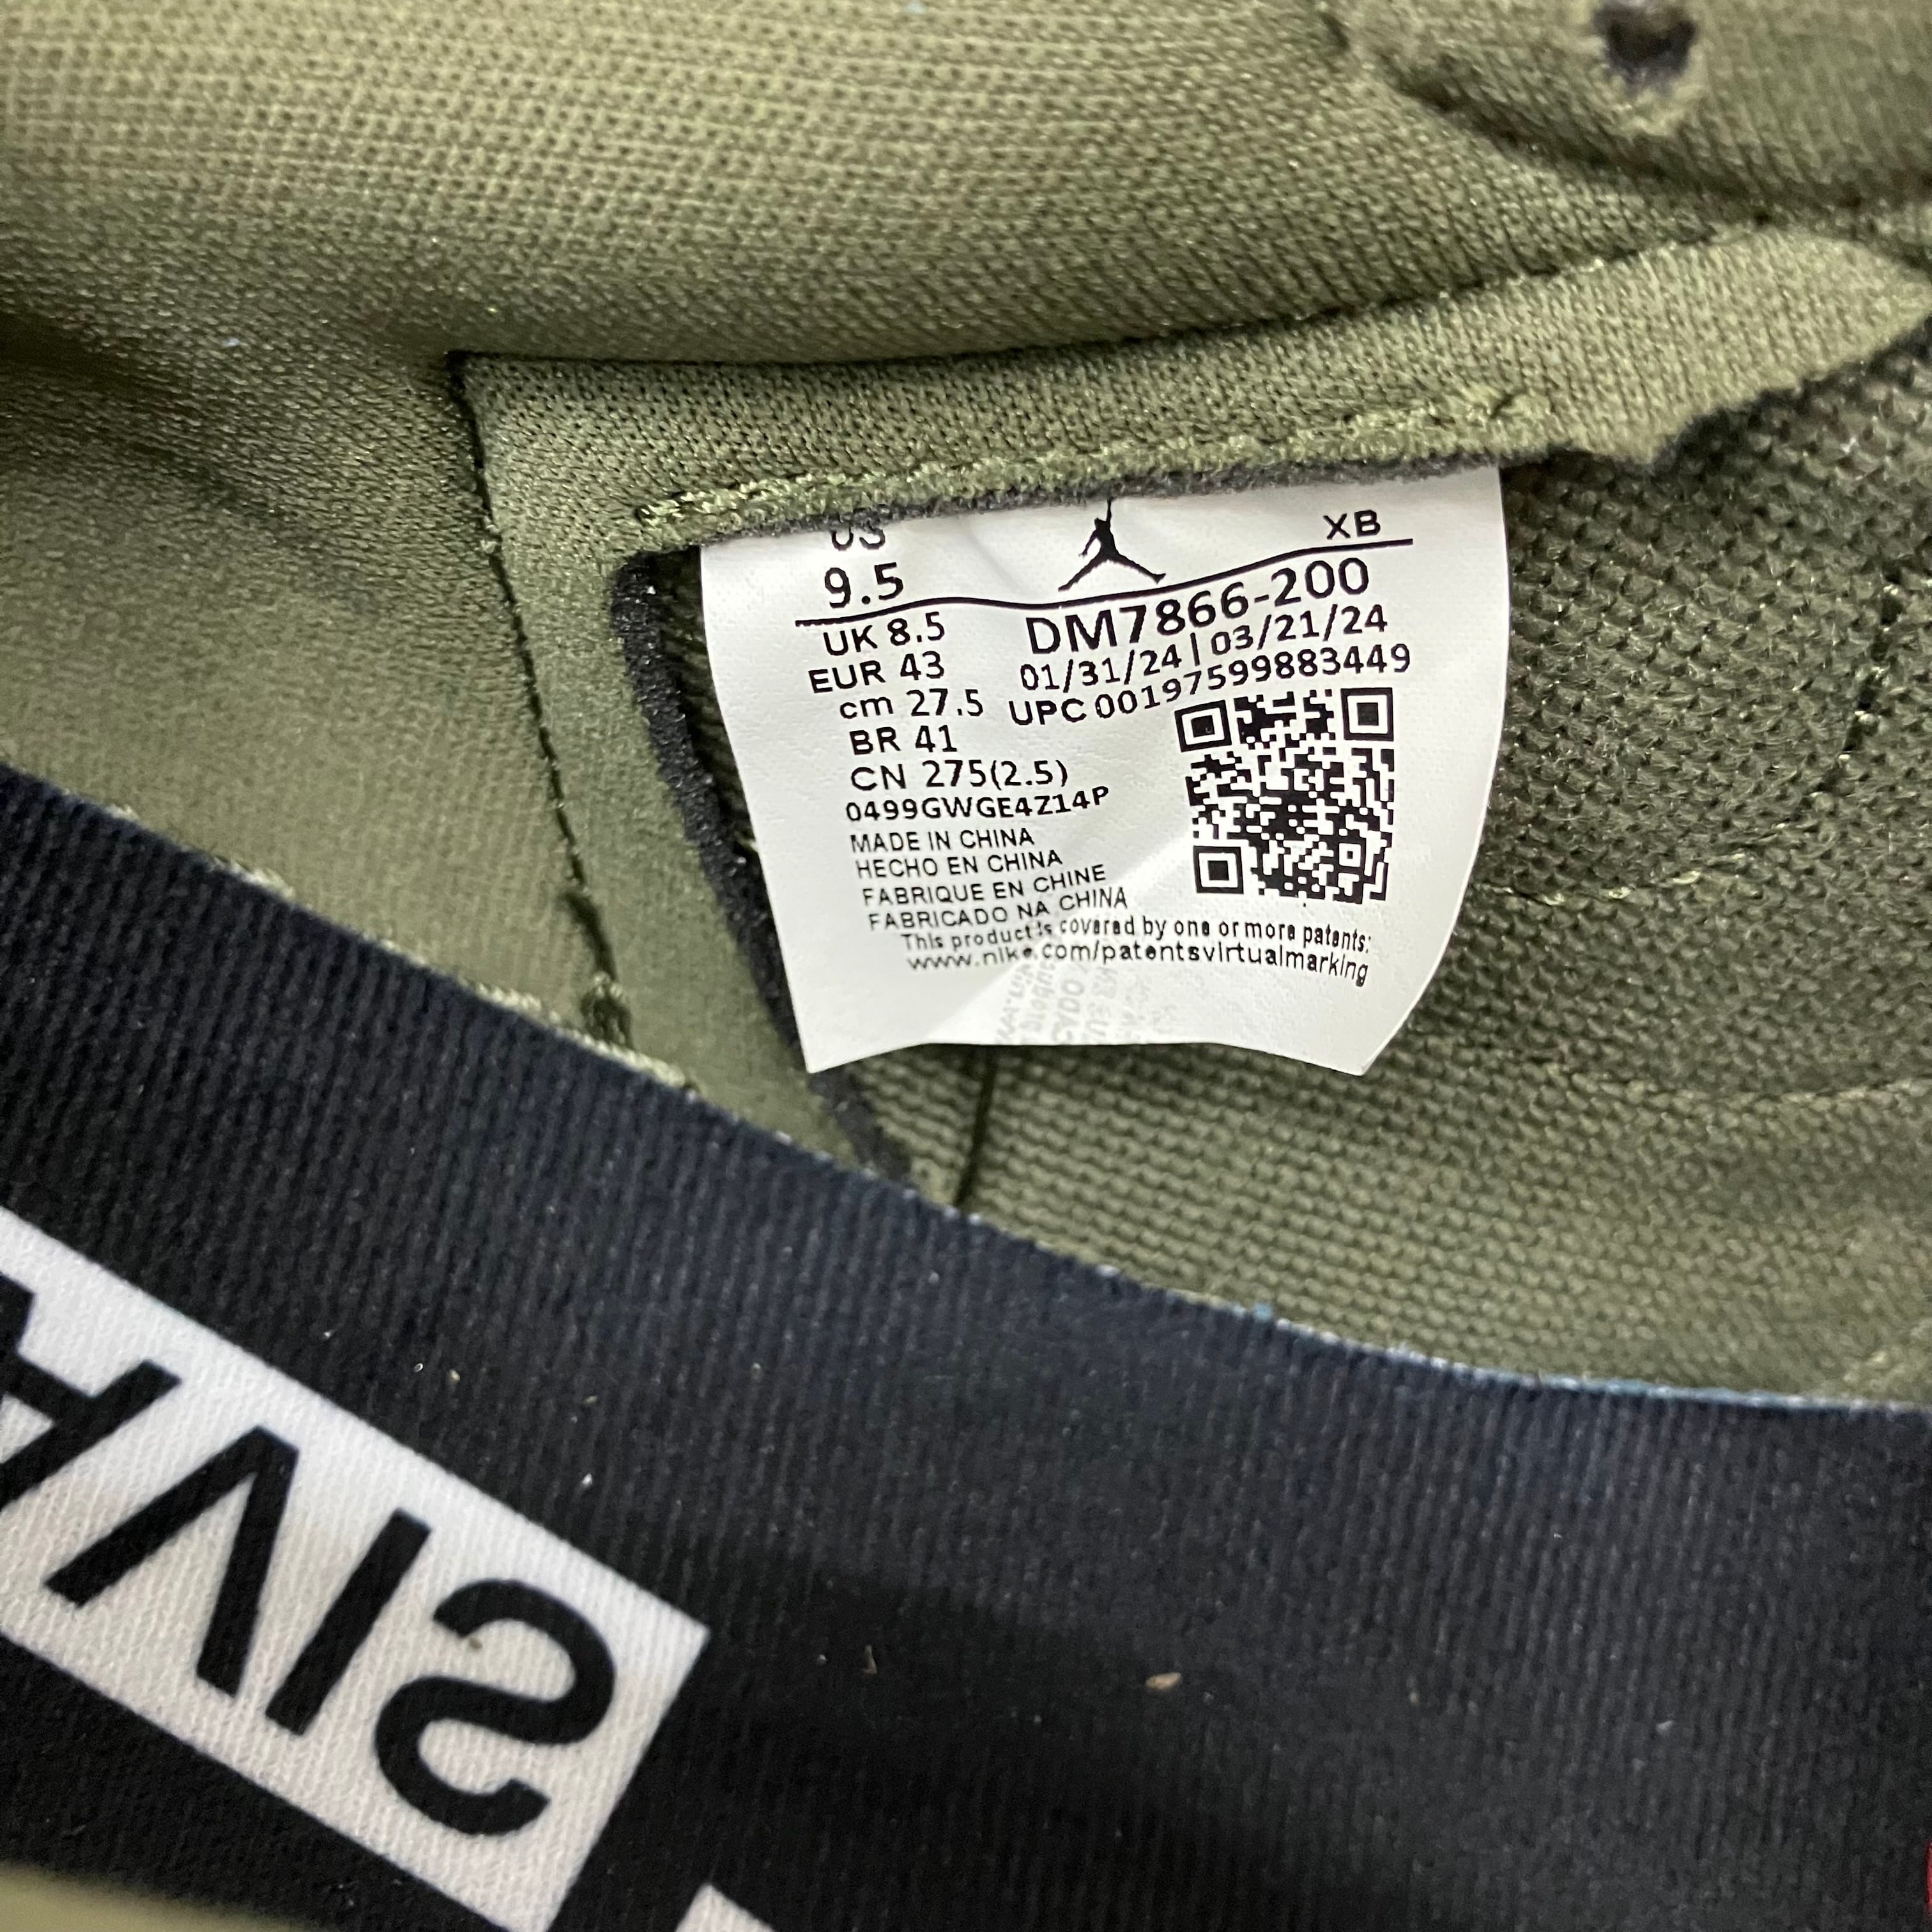 US
XB
9.5
DM7866-200
UK 8.5
01/31/24 | 03/21/24
EUR 43
UPC 00197599883449
cm 27.5
BR 41
CN 275(2.5)
0499GWGE4Z14P
MADE IN CHINA
HECHO EN CHINA
FABRIQUE EN CHINE
FABRICADO NA CHINA
This product is covered by one or more patents:
www.nike.com/patentsvirtualmarking